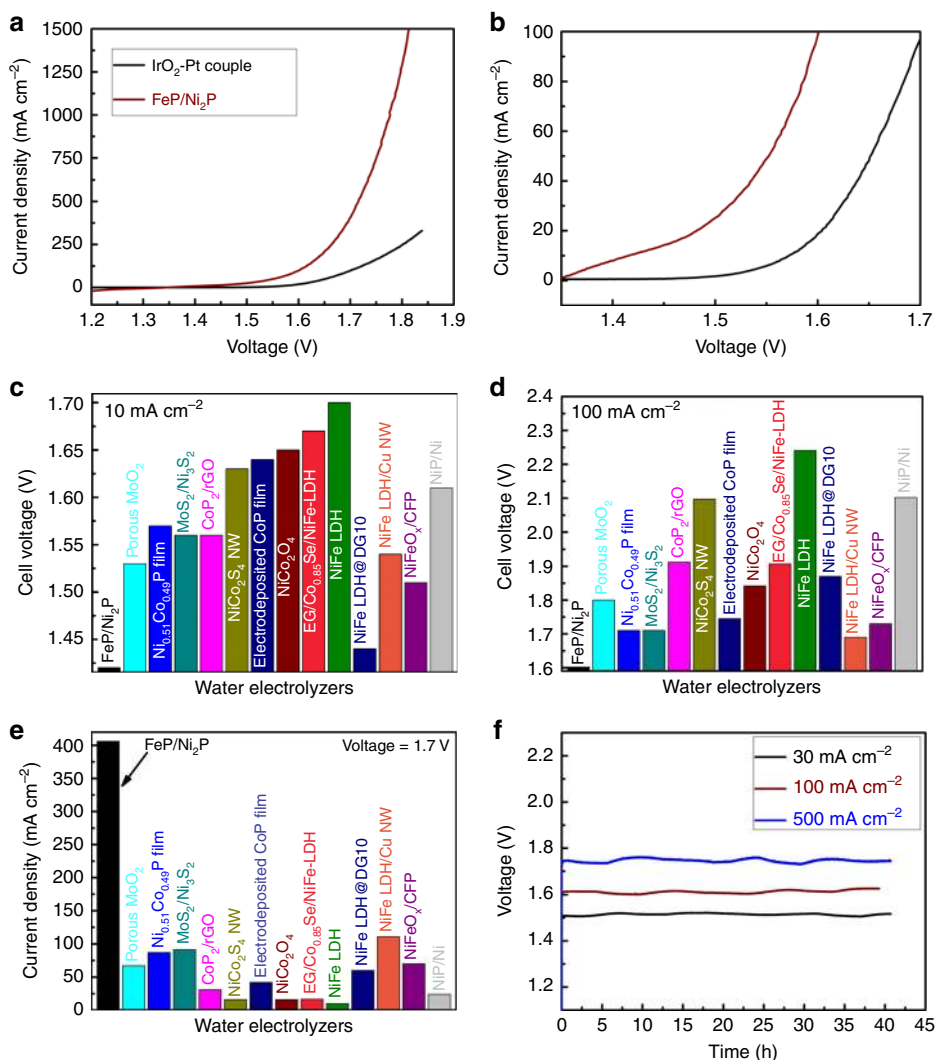 a
1500
1250
1000
750
500
250
0
Current density (mA cm⁻²)
IrO₂-Pt couple
FeP/Ni₂P
1.2 1.3 1.4 1.5 1.6 1.7 1.8 1.9
Voltage (V)
b
100
80
60
40
20
0
Current density (mA cm⁻²)
1.4 1.5 1.6 1.7
Voltage (V)
c
10 mA cm⁻²
1.70
1.65
1.60
1.55
1.50
1.45
Cell voltage (V)
FeP/Ni₂P
Porous MoO₂
Ni₀.₅₁Co₀.₄₉P film
MoS₂/Ni₃S₂
CoP₂/rGO
NiCo₂S₄ NW
Electrodeposited CoP film
NiCo₂O₄
EG/Co₀.₈₅Se/NiFe-LDH
NiFe LDH
NiFe LDH@DG10
NiFe LDH/Cu NW
NiFeOₓ/CFP
NiP/Ni
Water electrolyzers
d
100 mA cm⁻²
2.4
2.3
2.2
2.1
2.0
1.9
1.8
1.7
1.6
Cell voltage (V)
FeP/Ni₂P
Porous MoO₂
Ni₀.₅₁Co₀.₄₉P film
MoS₂/Ni₃S₂
CoP₂/rGO
NiCo₂S₄ NW
Electrodeposited CoP film
NiCo₂O₄
EG/Co₀.₈₅Se/NiFe-LDH
NiFe LDH
NiFe LDH@DG10
NiFe LDH/Cu NW
NiFeOₓ/CFP
NiP/Ni
Water electrolyzers
e
400
350
300
250
200
150
100
50
0
Current density (mA cm⁻²)
FeP/Ni₂P
Voltage = 1.7 V
Porous MoO₂
Ni₀.₅₁Co₀.₄₉P film
MoS₂/Ni₃S₂
CoP₂/rGO
NiCo₂S₄ NW
Electrodeposited CoP film
NiCo₂O₄
EG/Co₀.₈₅Se/NiFe-LDH
NiFe LDH
NiFe LDH@DG10
NiFe LDH/Cu NW
NiFeOₓ/CFP
NiP/Ni
Water electrolyzers
f
2.2
2.0
1.8
1.6
1.5
1.2
Voltage (V)
30 mA cm⁻²
100 mA cm⁻²
500 mA cm⁻²
0 5 10 15 20 25 30 35 40 45
Time (h)